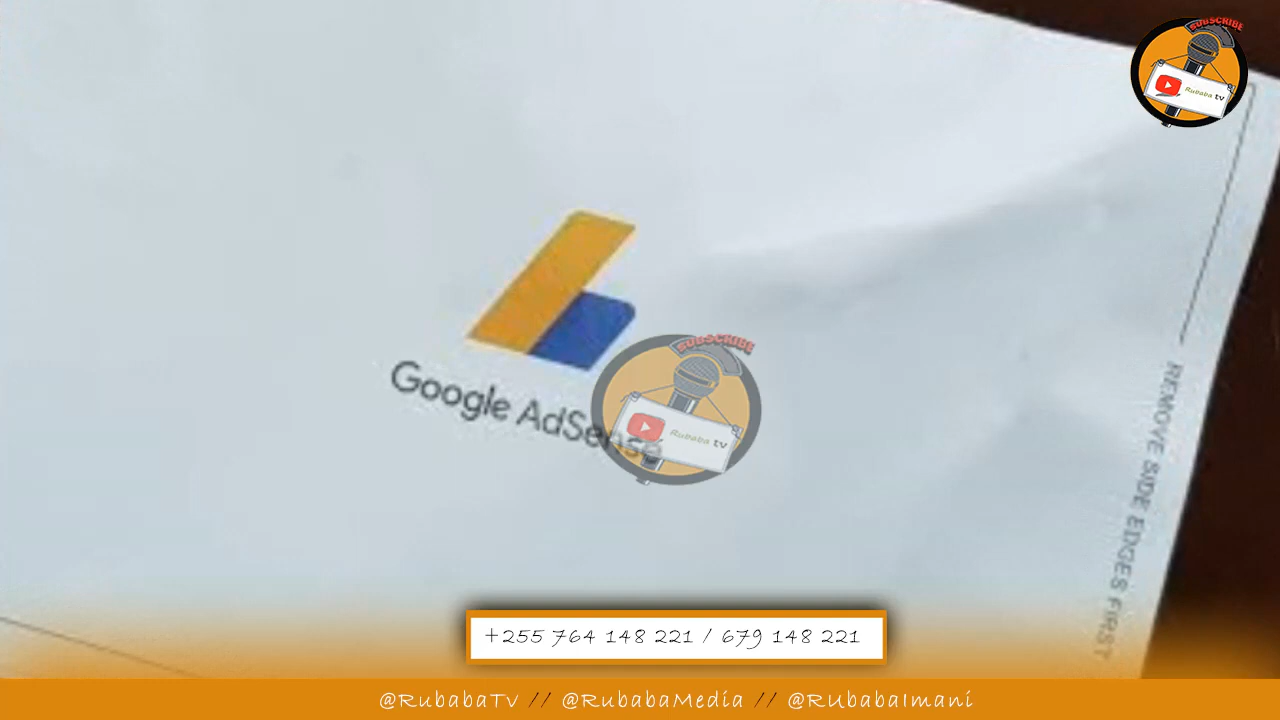 SUBSCRIBE
Rubaba tv
Google AdSense
SUBSCRIBE
Rubaba tv
REMOVE SIDE EDGES FIRST
+255 764 148 221 / 679 148 221
@RubabaTv // @RubabaMedia // @RUbabaImani